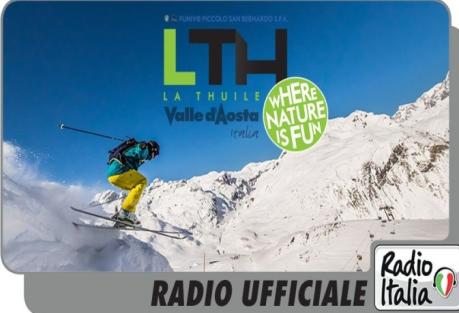 FUNIVIE PICCOLO SAN BERNARDO S.P.A.
LTH
LA THUILE
Valle d'Aosta
Italia
WHERE
NATURE
IS FUN
RADIO UFFICIALE
Radio
Italia